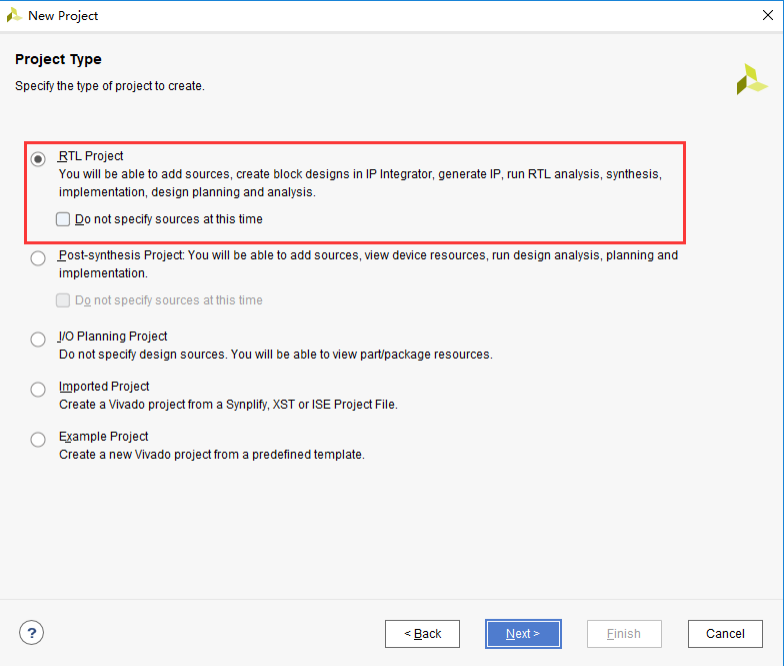 New Project
Project Type
Specify the type of project to create.
RTL Project
You will be able to add sources, create block designs in IP Integrator, generate IP, run RTL analysis, synthesis,
implementation, design planning and analysis.
Do not specify sources at this time
Post-synthesis Project: You will be able to add sources, view device resources, run design analysis, planning and
implementation.
Do not specify sources at this time
I/O Planning Project
Do not specify design sources. You will be able to view part/package resources.
Imported Project
Create a Vivado project from a Synplify, XST or ISE Project File.
Example Project
Create a new Vivado project from a predefined template.
? < Back Next > Finish Cancel